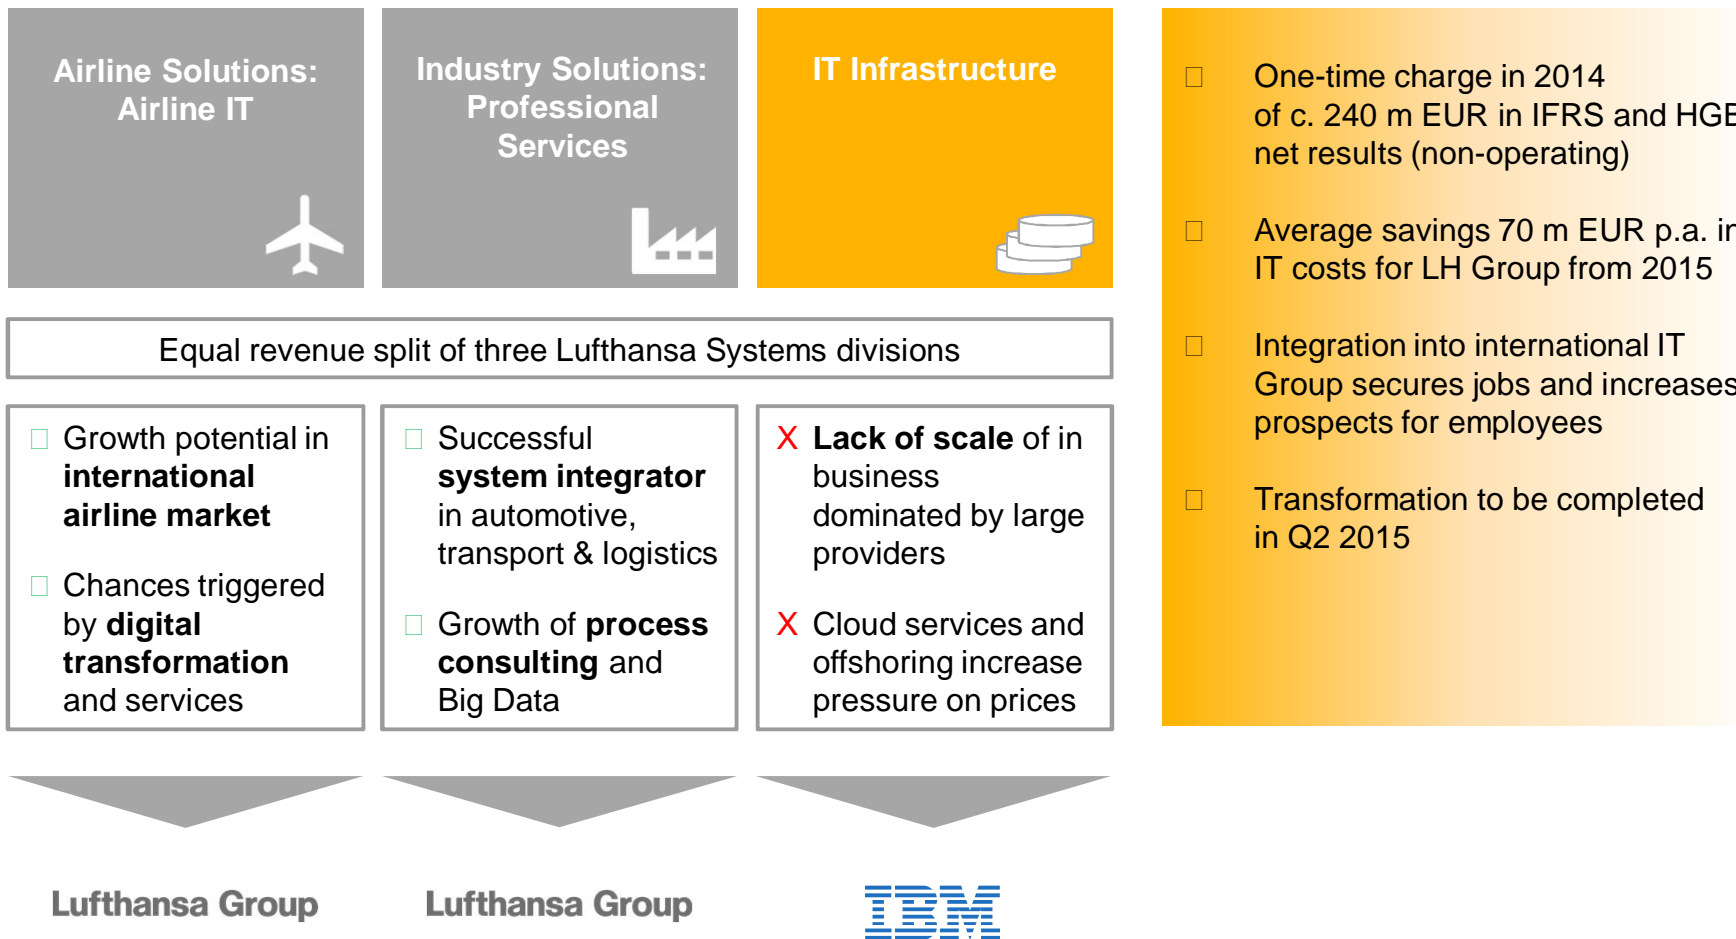 Airline Solutions:
Airline IT
Industry Solutions:
Professional
Services
IT Infrastructure
Equal revenue split of three Lufthansa Systems divisions
Growth potential in
international
airline market
Chances triggered
by digital
transformation
and services
Successful
system integrator
in automotive,
transport & logistics
Growth of process
consulting and
Big Data
X Lack of scale of in
business
dominated by large
providers
X Cloud services and
offshoring increase
pressure on prices
Lufthansa Group
Lufthansa Group
IBM
One-time charge in 2014
of c. 240 m EUR in IFRS and HGB
net results (non-operating)
Average savings 70 m EUR p.a. in
IT costs for LH Group from 2015
Integration into international IT
Group secures jobs and increases
prospects for employees
Transformation to be completed
in Q2 2015